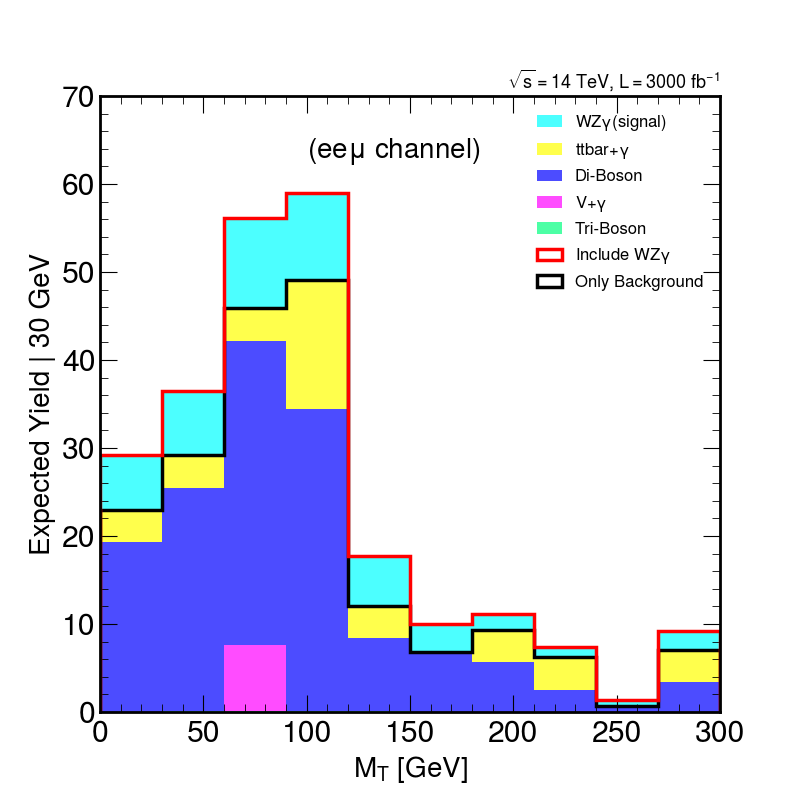 √s = 14 TeV, L = 3000 fb⁻¹
70
60
50
40
30
20
10
0
Expected Yield | 30 GeV
(eeμ channel)
WZγ(signal)
ttbar+γ
Di-Boson
V+γ
Tri-Boson
Include WZγ
Only Background
0 50 100 150 200 250 300
M_T [GeV]